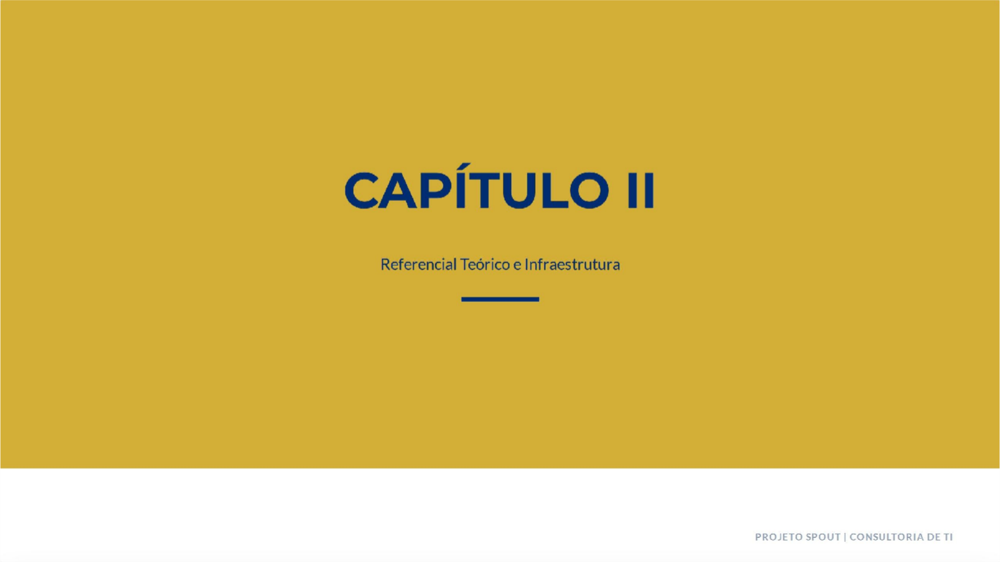 CAPÍTULO II
Referencial Teórico e Infraestrutura
PROJETO SPOUT | CONSULTORIA DE TI